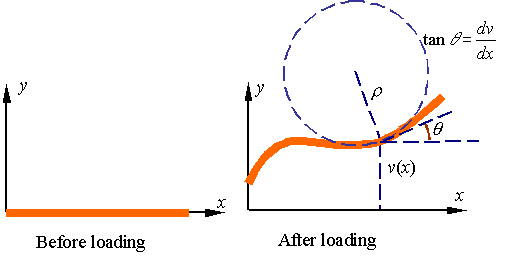 tan θ = dv/dx
y
y
ρ
θ
v(x)
x
x
Before loading
After loading